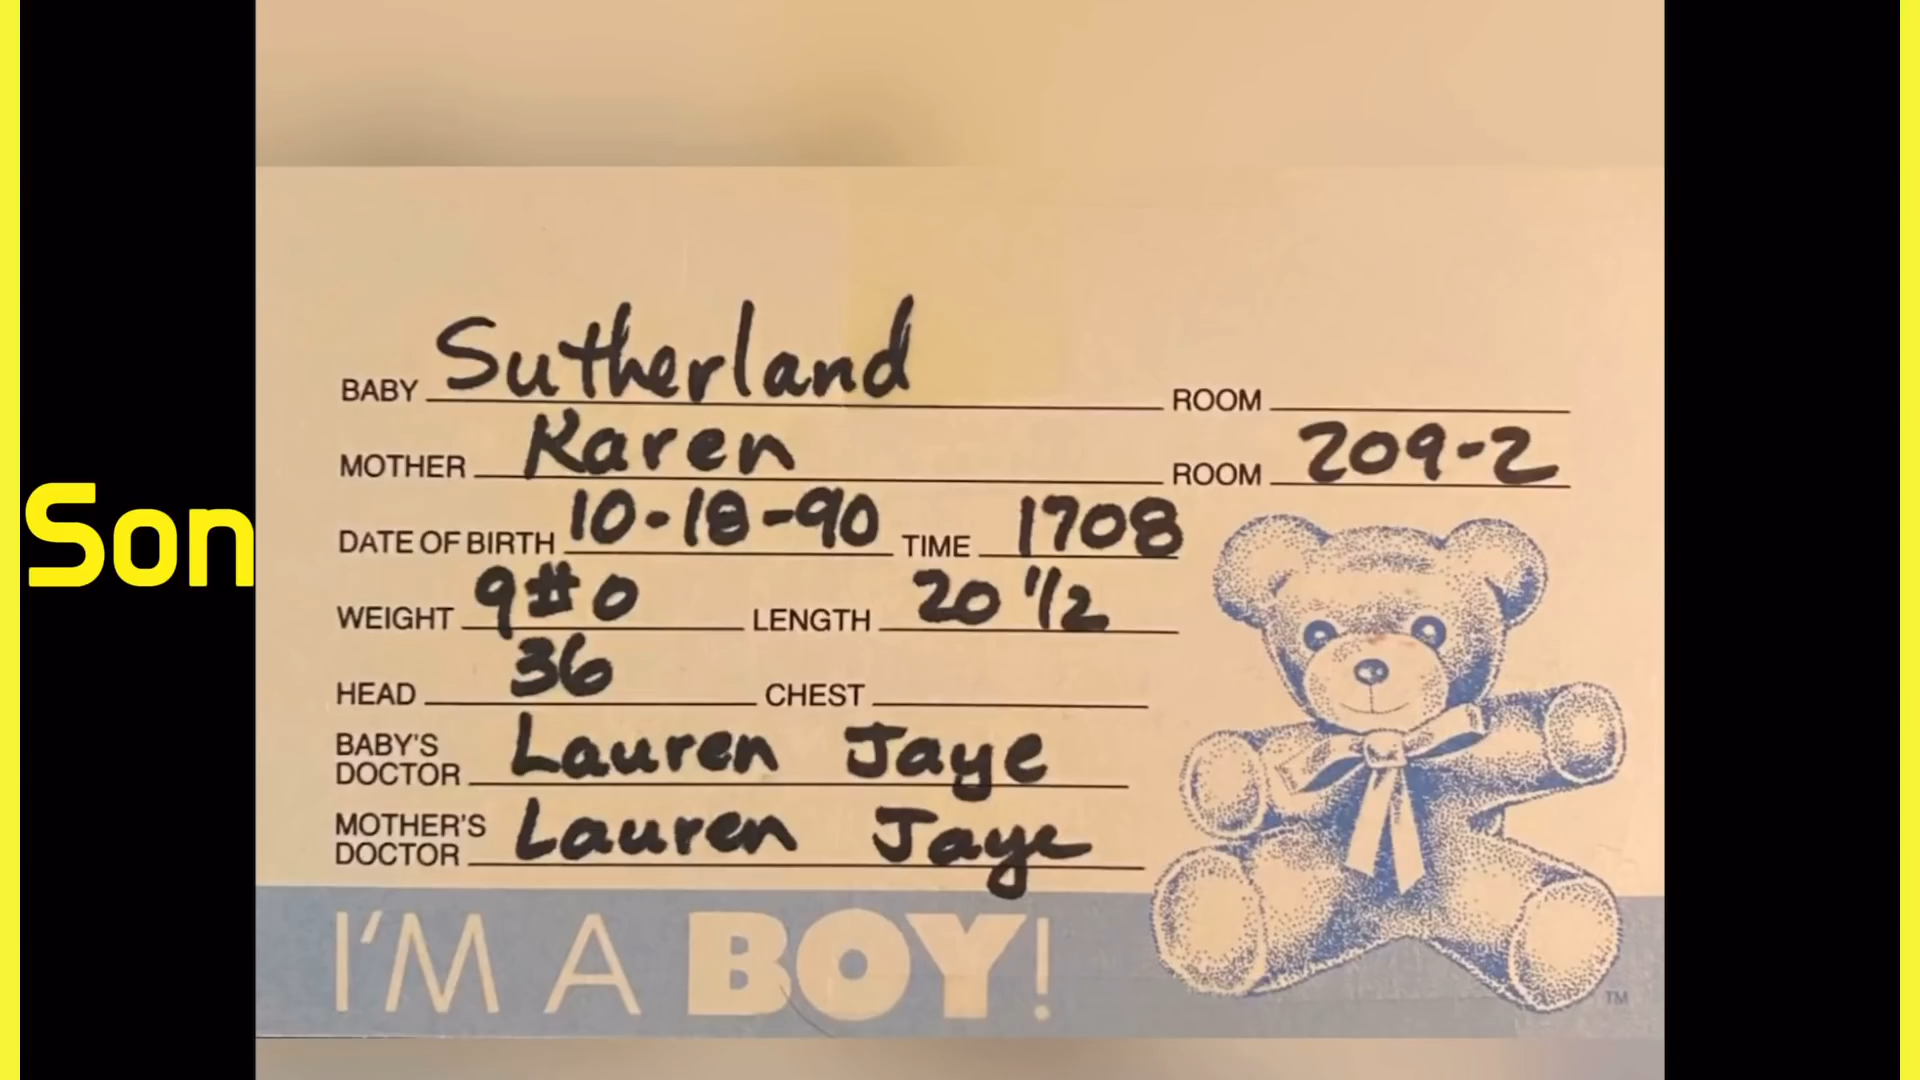 Son
BABY Sutherland ROOM
MOTHER Karen ROOM 209-2
DATE OF BIRTH 10-18-90 TIME 1708
WEIGHT 9#0 LENGTH 20 1/2
HEAD 36 CHEST
BABY'S DOCTOR Lauren Jaye
MOTHER'S DOCTOR Lauren Jaye
I'M A BOY!
TM